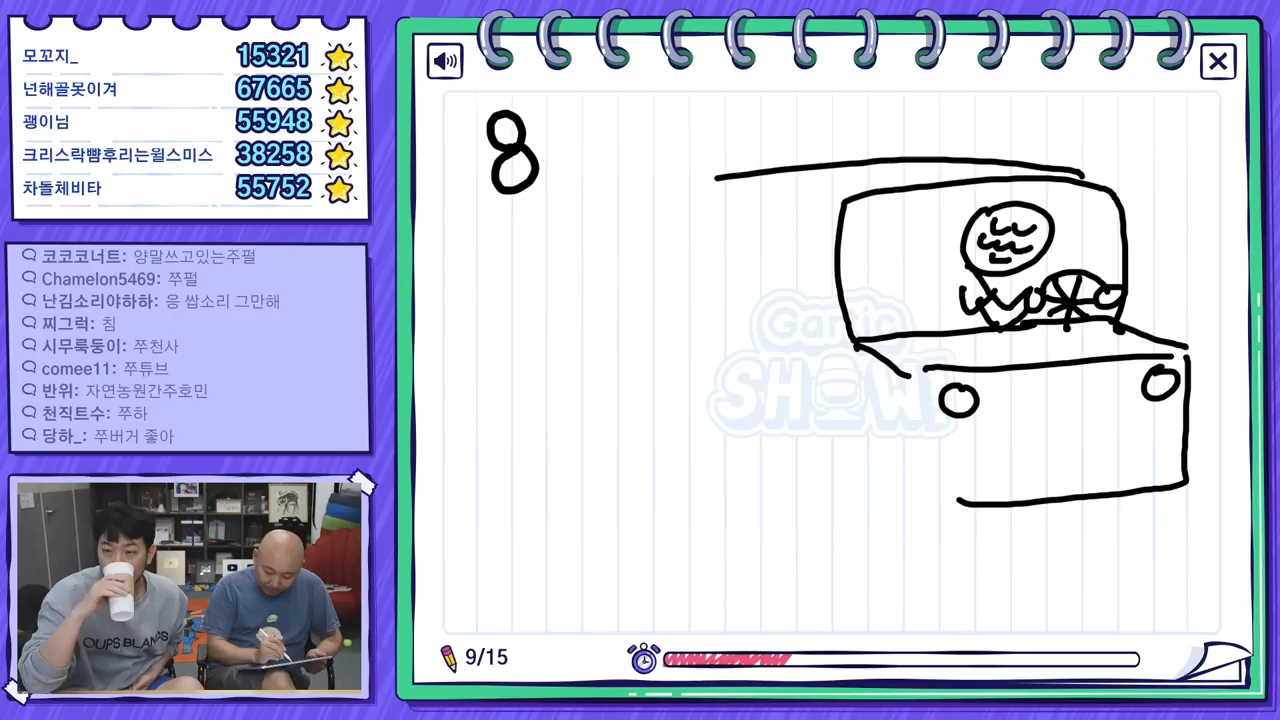 모꼬지_ 15321
넌해골못이겨 67665
괭이님 55948
크리스락뺨후리는윌스미스 38258
차돌체비타 55752
코코코너트: 양말쓰고있는주펄
Chamelon5469: 쭈펄
난김소리야하하: 응 쌉소리 그만해
찌그럭: 침
시무룩둥이: 쭈천사
comee11: 쭈튜브
반위: 자연농원간주호민
천직트수: 쭈하
당하_: 쭈버거 좋아
OUPS BLANCS
8
Garlic
SHOW!
9/15